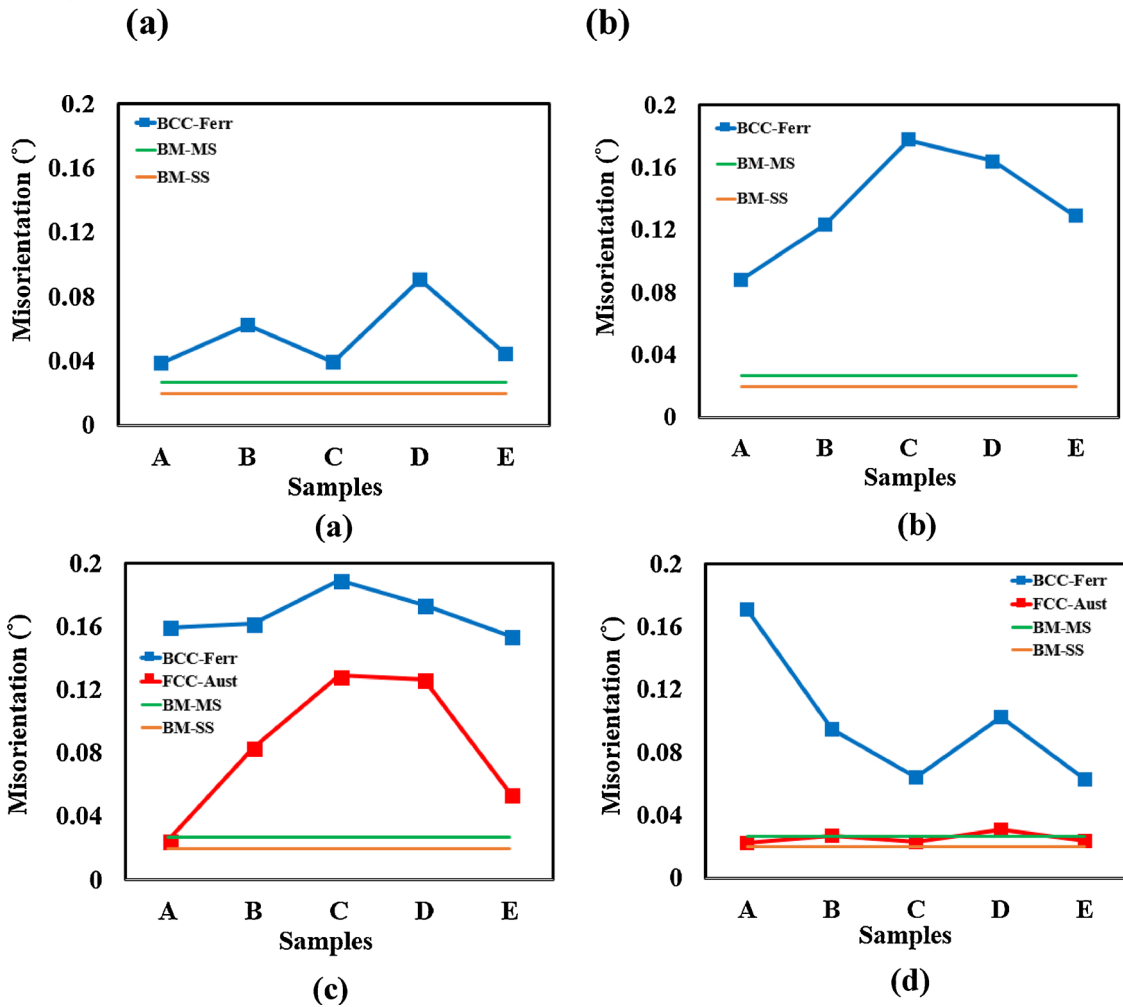 (a)
(b)
Misorientation (˚)
0.2
0.16
0.12
0.08
0.04
0
BCC-Ferr
BM-MS
BM-SS
A B C D E
Samples
(a)
Misorientation (˚)
0.2
0.16
0.12
0.08
0.04
0
BCC-Ferr
BM-MS
BM-SS
A B C D E
Samples
(b)
Misorientation (˚)
0.2
0.16
0.12
0.08
0.04
0
BCC-Ferr
FCC-Aust
BM-MS
BM-SS
A B C D E
Samples
(c)
Misorientation (˚)
0.2
0.16
0.12
0.08
0.04
0
BCC-Ferr
FCC-Aust
BM-MS
BM-SS
A B C D E
Samples
(d)